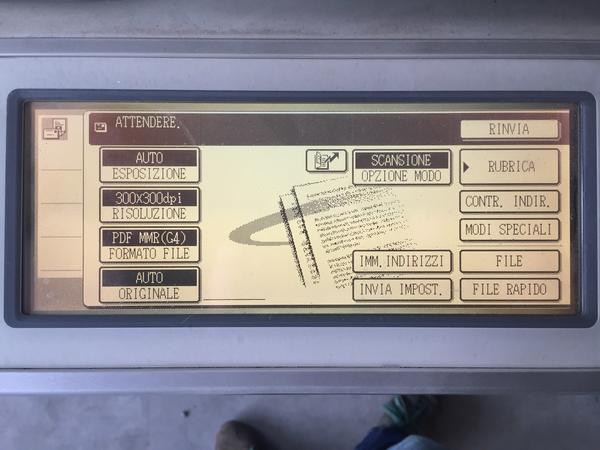 ATTENDERE.
RINVIA
AUTO
ESPOSIZIONE
SCANSIONE
OPZIONE MODO
RUBRICA
300X300dpi
RISOLUZIONE
CONTR. INDIR.
MODI SPECIALI
PDF MMR(G4)
FORMATO FILE
IMM.INDIRIZZI
FILE
AUTO
ORIGINALE
INVIA IMPOST.
FILE RAPIDO